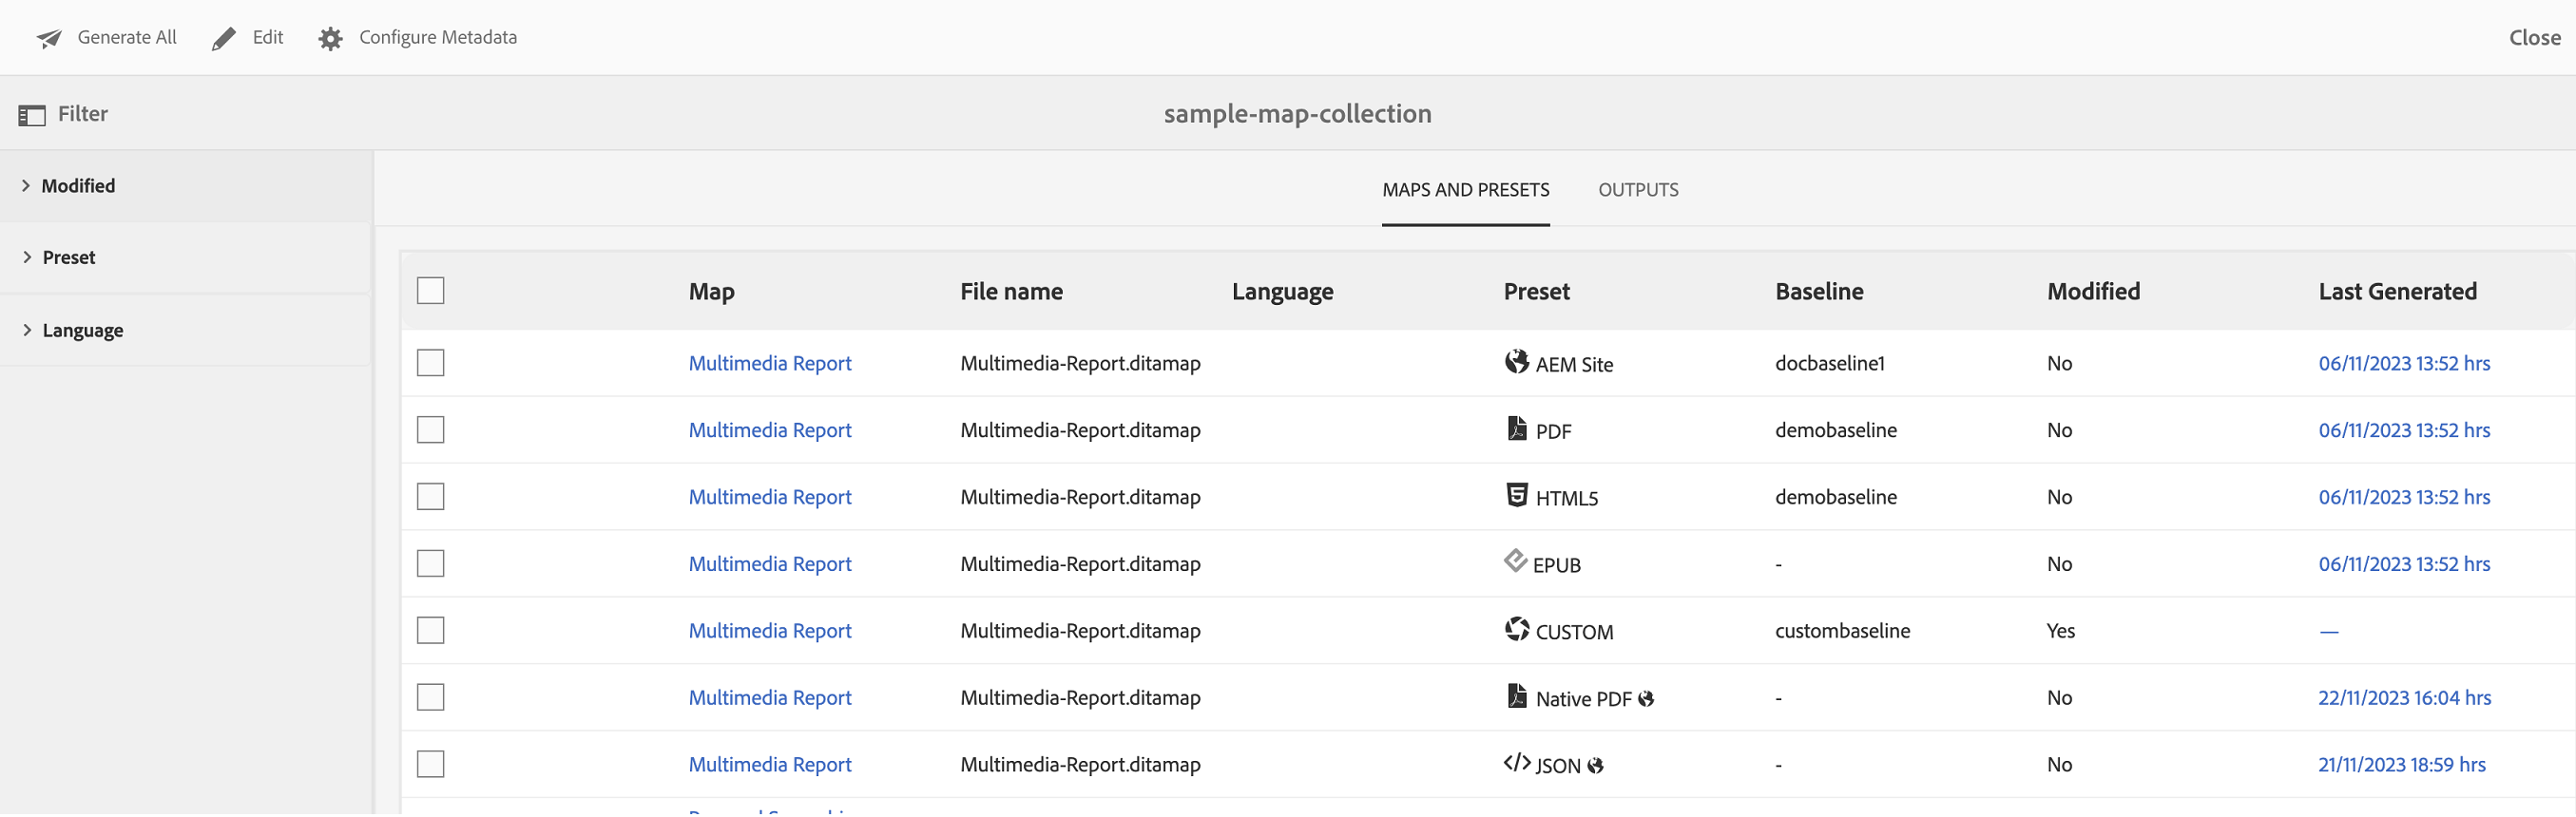 Generate All Edit Configure Metadata Close
Filter sample-map-collection
Modified
Preset
Language
MAPS AND PRESETS OUTPUTS
Map File name Language Preset Baseline Modified Last Generated
Multimedia Report Multimedia-Report.ditamap AEM Site docbaseline1 No 06/11/2023 13:52 hrs
Multimedia Report Multimedia-Report.ditamap PDF demobaseline No 06/11/2023 13:52 hrs
Multimedia Report Multimedia-Report.ditamap HTML5 demobaseline No 06/11/2023 13:52 hrs
Multimedia Report Multimedia-Report.ditamap EPUB - No 06/11/2023 13:52 hrs
Multimedia Report Multimedia-Report.ditamap CUSTOM custombaseline Yes —
Multimedia Report Multimedia-Report.ditamap Native PDF - No 22/11/2023 16:04 hrs
Multimedia Report Multimedia-Report.ditamap JSON - No 21/11/2023 18:59 hrs